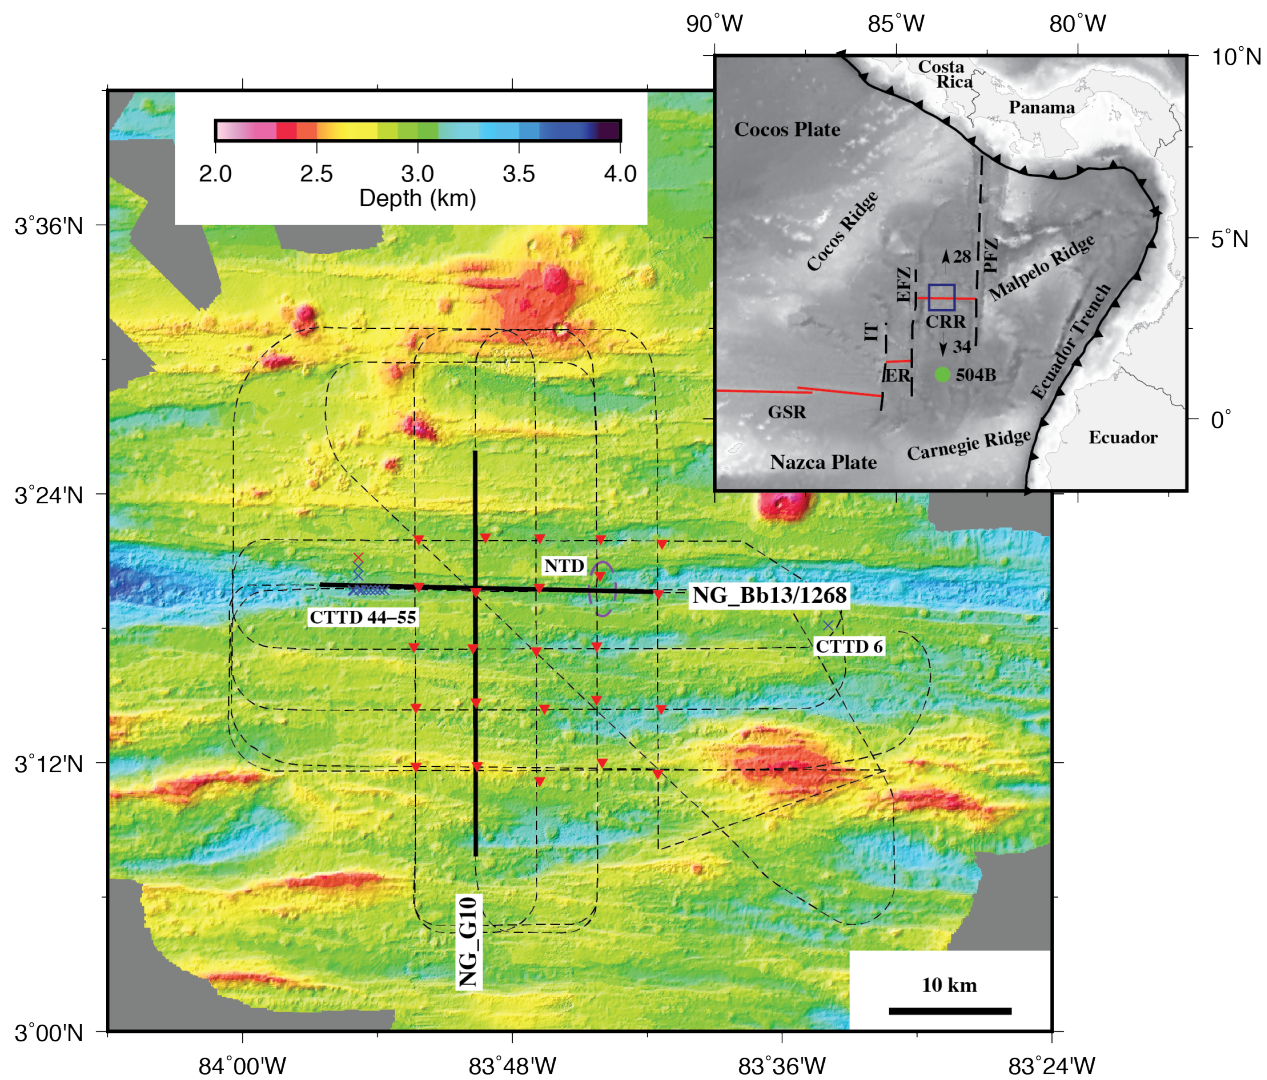 90˚W
85˚W
80˚W
10˚N
5˚N
0˚
Costa
Rica
Panama
Cocos Plate
Cocos Ridge
PFZ
28
Malpelo Ridge
EFZ
CRR
IT
34
Ecuador Trench
ER
504B
GSR
Carnegie Ridge
Ecuador
Nazca Plate
2.0
2.5
3.0
3.5
4.0
Depth (km)
3˚36'N
3˚24'N
3˚12'N
3˚00'N
NTD
NG_Bb13/1268
CTTD 44–55
CTTD 6
NG_G10
10 km
84˚00'W
83˚48'W
83˚36'W
83˚24'W